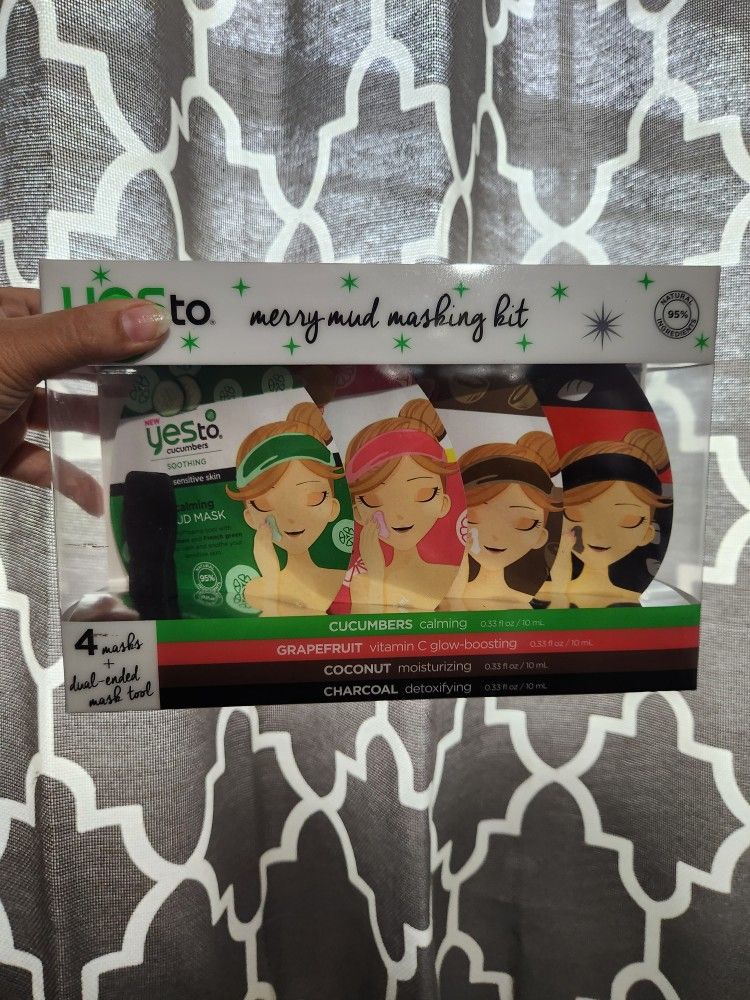 yes to.
merry mud masking kit
NATURAL
95%
INGREDIENTS
NEW
yes to.
cucumbers
SOOTHING
sensitive skin
calming
MUD MASK
95%
CUCUMBERS calming 0.33 fl oz / 10 mL
GRAPEFRUIT vitamin C glow-boosting 0.33 fl oz / 10 mL
COCONUT moisturizing 0.33 fl oz / 10 mL
CHARCOAL detoxifying 0.33 fl oz / 10 mL
4 masks
+
dual-ended
mask tool